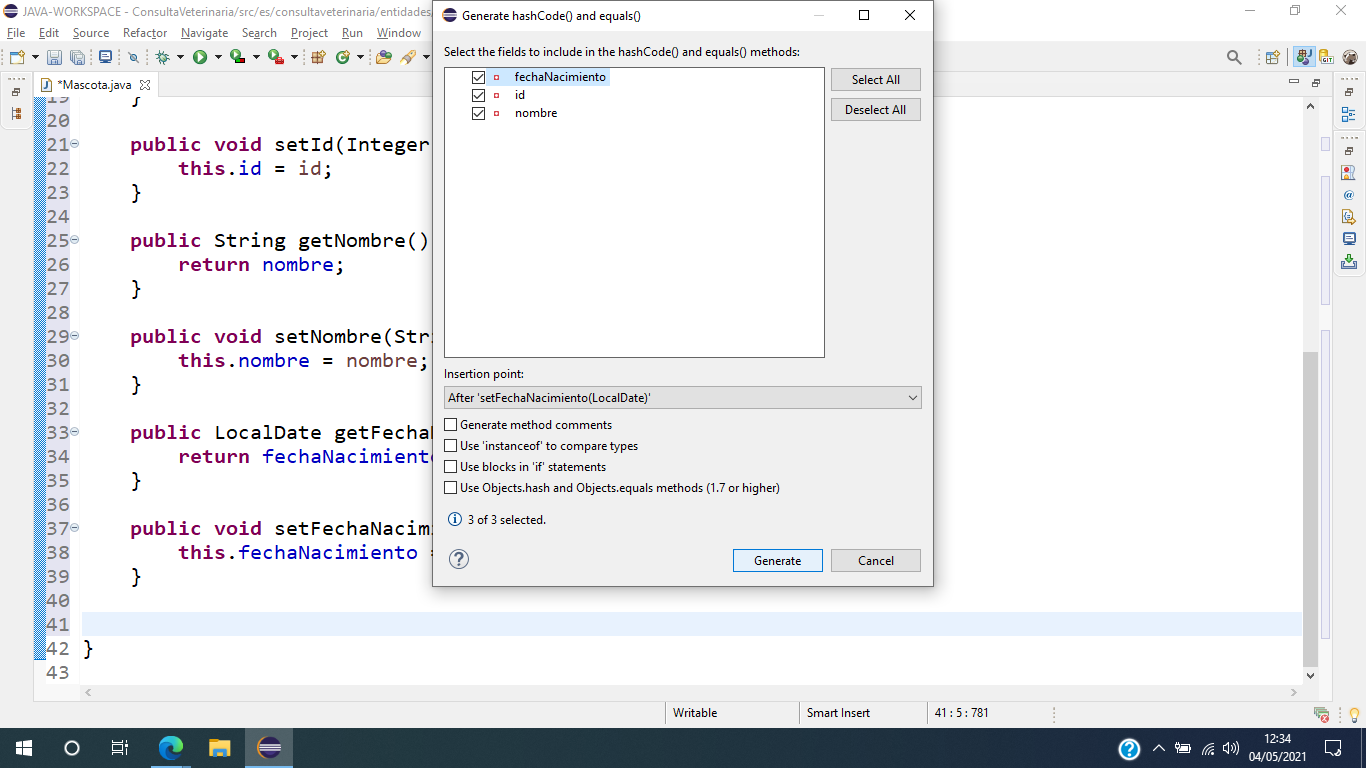 JAVA-WORKSPACE - ConsultaVeterinaria/src/es/consultaveterinaria/entidades
File Edit Source Refactor Navigate Search Project Run Window
*Mascota.java
19 }
20
21 public void setId(Integer
22 this.id = id;
23 }
24
25 public String getNombre()
26 return nombre;
27 }
28
29 public void setNombre(Stri
30 this.nombre = nombre;
31 }
32
33 public LocalDate getFecha
34 return fechaNacimiento
35 }
36
37 public void setFechaNacimi
38 this.fechaNacimiento =
39 }
40
41
42 }
43
Generate hashCode() and equals()
Select the fields to include in the hashCode() and equals() methods:
fechaNacimiento
id
nombre
Select All
Deselect All
Insertion point:
After 'setFechaNacimiento(LocalDate)'
Generate method comments
Use 'instanceof' to compare types
Use blocks in 'if' statements
Use Objects.hash and Objects.equals methods (1.7 or higher)
3 of 3 selected.
Generate
Cancel
Writable
Smart Insert
41 : 5 : 781
12:34
04/05/2021